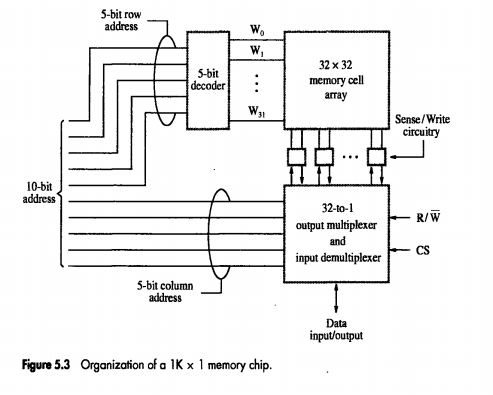 5-bit row
address
W0
W1
W31
5-bit
decoder
32 × 32
memory cell
array
Sense/Write
circuitry
10-bit
address
32-to-1
output multiplexer
and
input demultiplexer
R/W̅
CS
5-bit column
address
Data
input/output
Figure 5.3 Organization of a 1K × 1 memory chip.